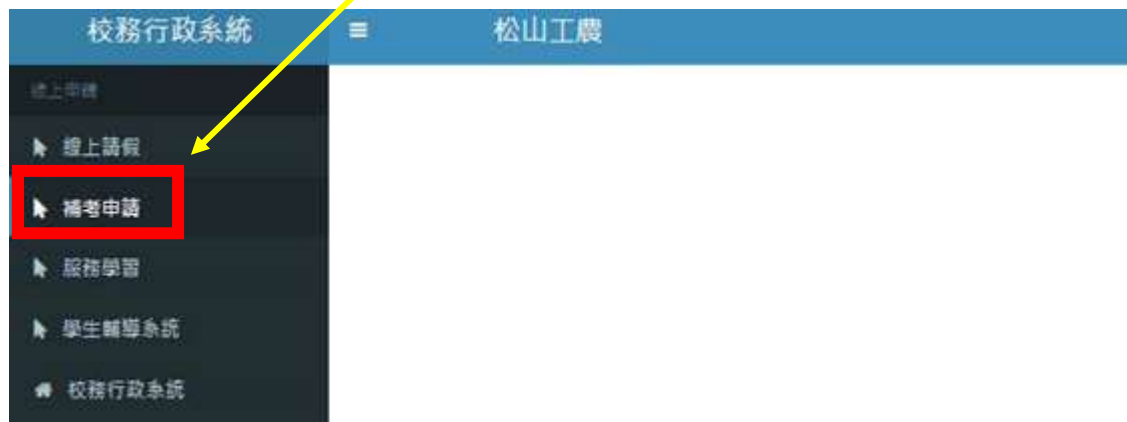 校務行政系統 ≡ 松山工農
線上申請
線上請假
補考申請
服務學習
學生輔導系統
校務行政系統